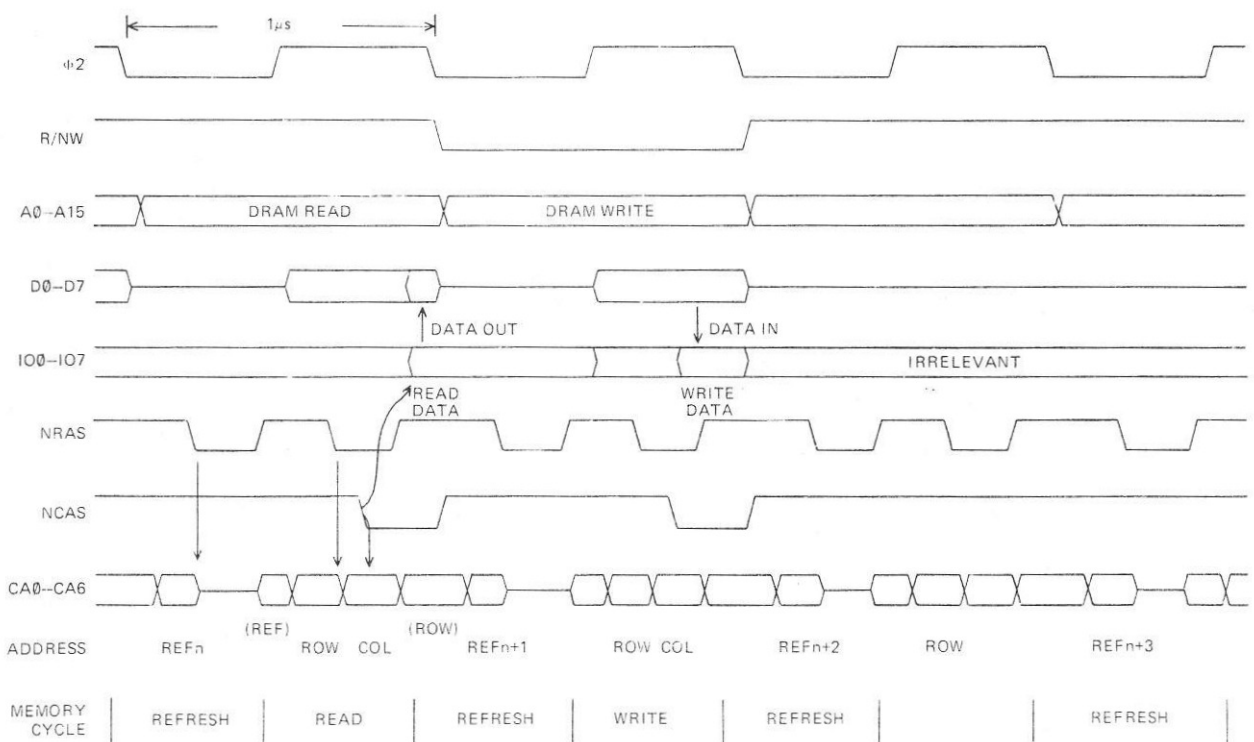 1μs
Φ2
R/NW
A0–A15 DRAM READ DRAM WRITE
D0–D7
DATA OUT DATA IN
IO0–IO7 IRRELEVANT
READ DATA WRITE DATA
NRAS
NCAS
CA0–CA6
(REF) (ROW)
ADDRESS REFn ROW COL REFn+1 ROW COL REFn+2 ROW REFn+3
MEMORY CYCLE REFRESH READ REFRESH WRITE REFRESH REFRESH